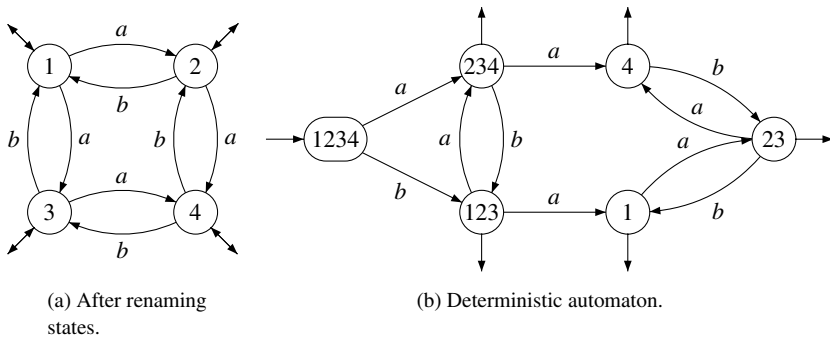 a
1 2
b
b a b a
a
3 4
b
(a) After renaming
states.
234 a 4 b
a a
1234 a b a 23
b
123 a 1 b
(b) Deterministic automaton.